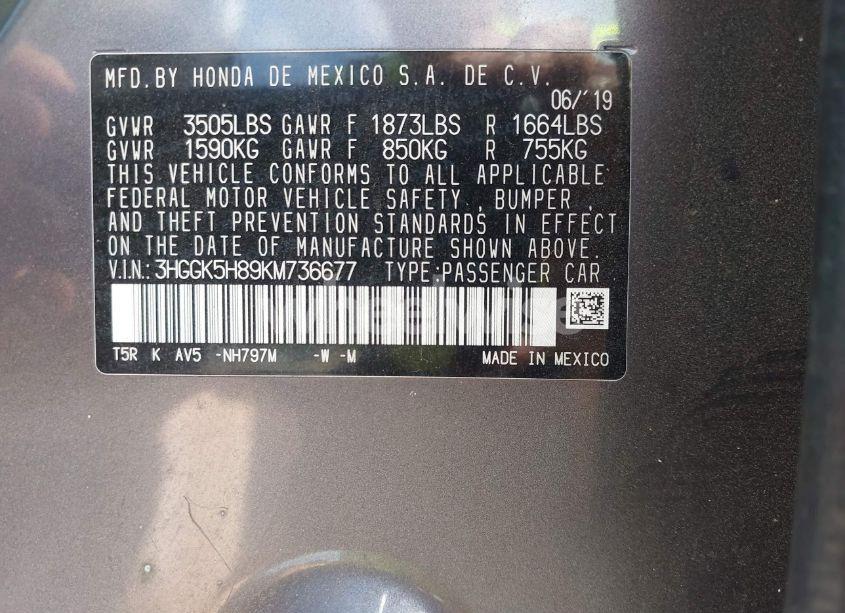 MFD.BY HONDA DE MEXICO S.A. DE C.V.
06/'19
GVWR 3505LBS GAWR F 1873LBS R 1664LBS
GVWR 1590KG GAWR F 850KG R 755KG
THIS VEHICLE CONFORMS TO ALL APPLICABLE
FEDERAL MOTOR VEHICLE SAFETY , BUMPER ,
AND THEFT PREVENTION STANDARDS IN EFFECT
ON THE DATE OF MANUFACTURE SHOWN ABOVE.
V.I.N.: 3HGGK5H89KM736677 TYPE:PASSENGER CAR
T5R K AV5 -NH797M -W -M MADE IN MEXICO